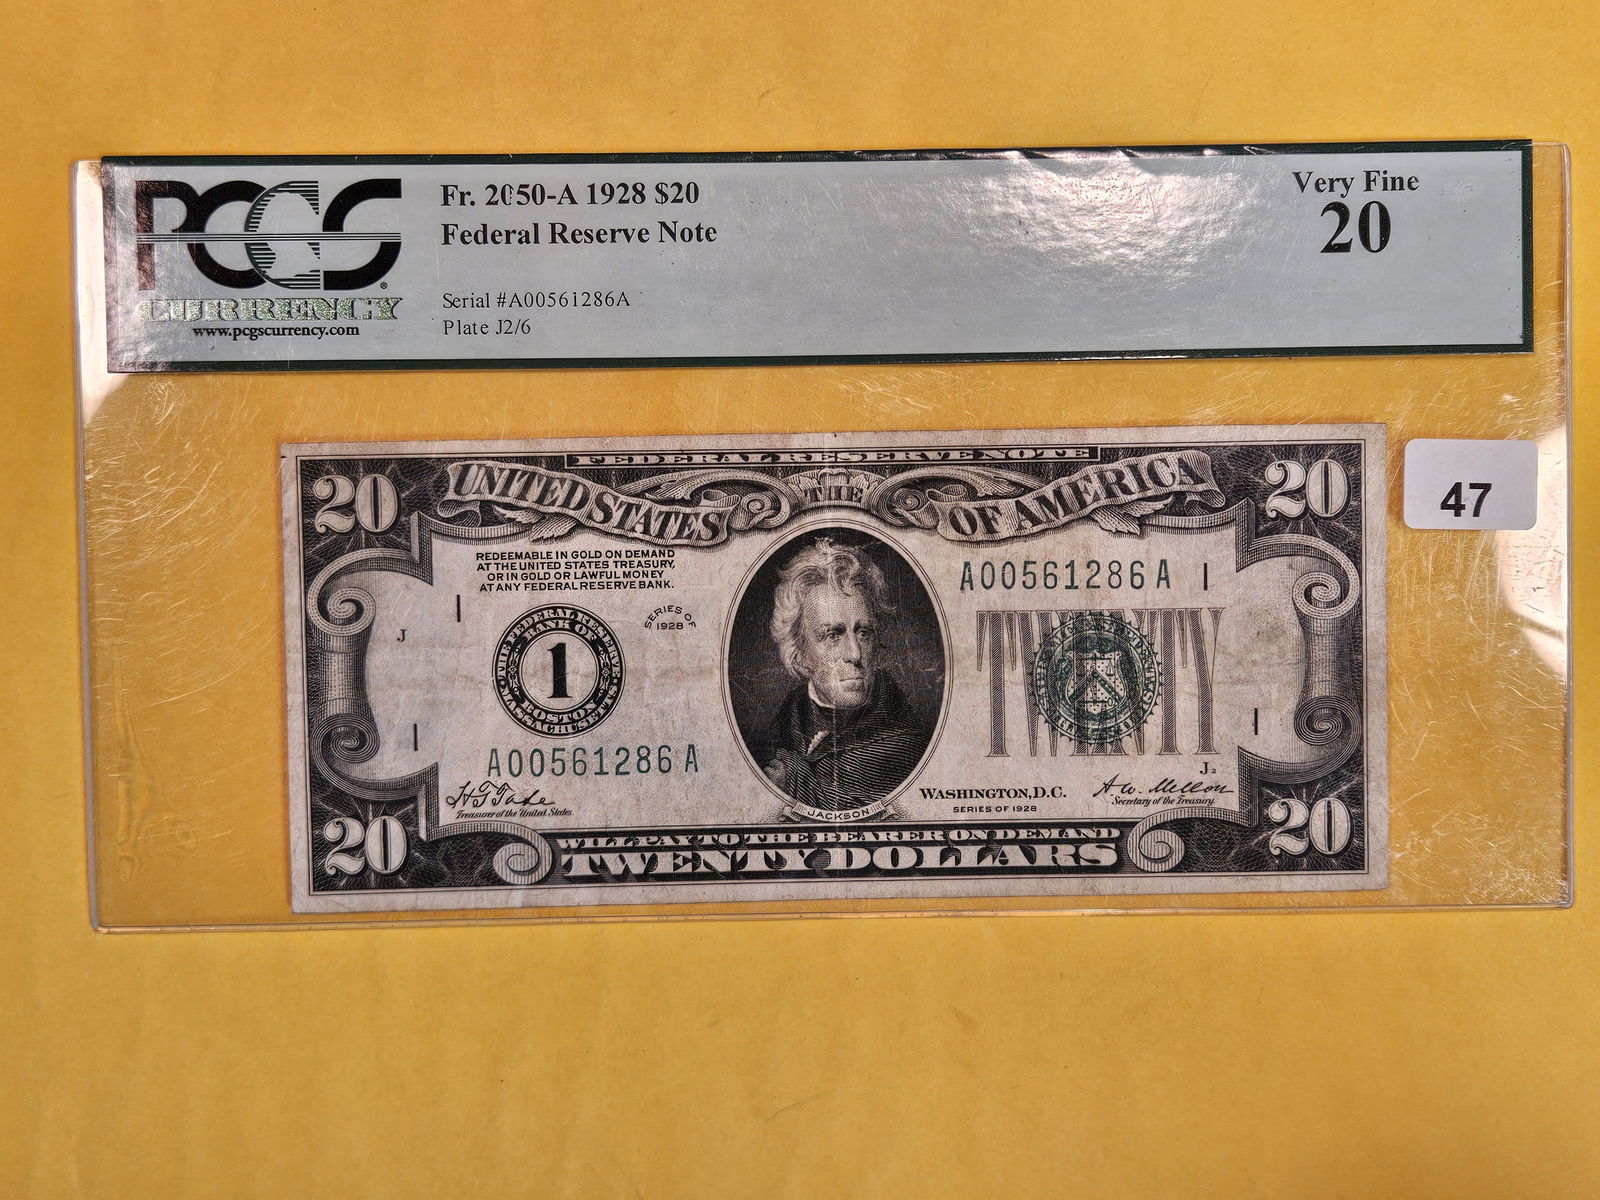 PCGS
CURRENCY
www.pcgscurrency.com
Fr. 2050-A 1928 $20
Federal Reserve Note
Serial #A00561286A
Plate J2/6
Very Fine
20
47
FEDERAL RESERVE NOTE
UNITED STATES THE OF AMERICA
20
20
REDEEMABLE IN GOLD ON DEMAND
AT THE UNITED STATES TREASURY,
OR IN GOLD OR LAWFUL MONEY
AT ANY FEDERAL RESERVE BANK.
A00561286A
J
SERIES OF
1928
THE FEDERAL RESERVE
BANK OF
1
BOSTON
MASSACHUSETTS
TWENTY
A00561286A
J2
H T Tate
Treasurer of the United States.
JACKSON
WASHINGTON, D.C.
SERIES OF 1928
A. W. Mellon
Secretary of the Treasury.
20
20
WILL PAY TO THE BEARER ON DEMAND
TWENTY DOLLARS